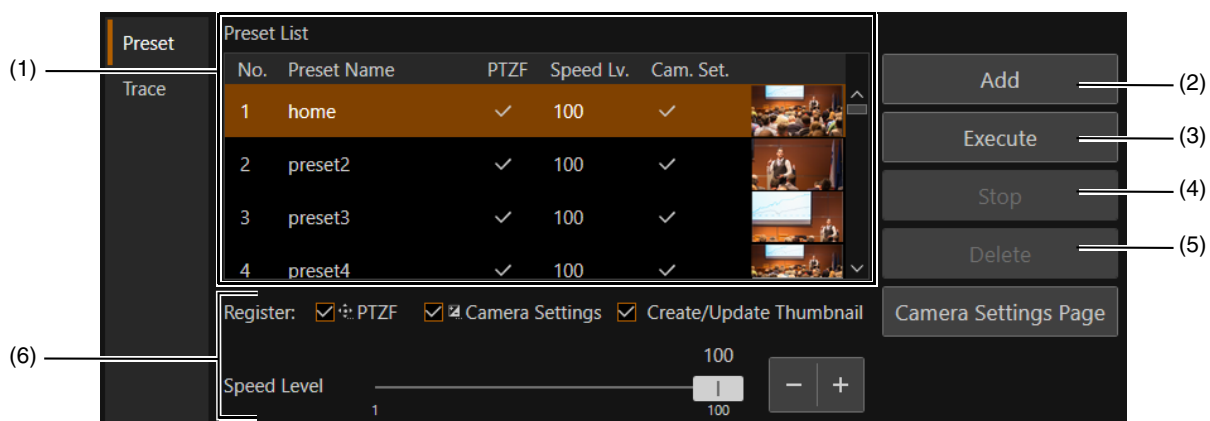 Preset
Trace
Preset List
No. Preset Name PTZF Speed Lv. Cam. Set.
1 home 100
2 preset2 100
3 preset3 100
4 preset4 100
Register: PTZF Camera Settings Create/Update Thumbnail
Speed Level
100
1
100
− +
Add
Execute
Stop
Delete
Camera Settings Page
(1)
(2)
(3)
(4)
(5)
(6)